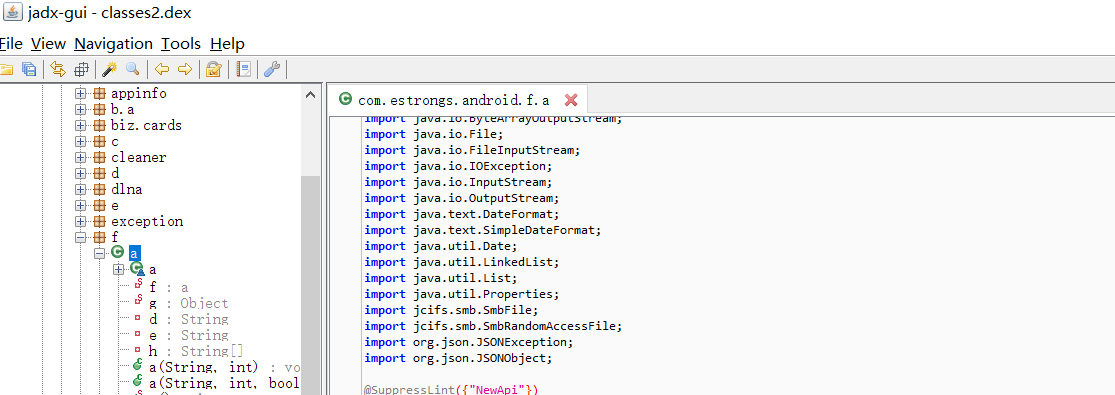 jadx-gui - classes2.dex
File View Navigation Tools Help
appinfo
b.a
biz.cards
c
cleaner
d
dlna
e
exception
f
a
a
f : a
g : Object
d : String
e : String
h : String[]
a(String, int) : vo
a(String, int, bool
com.estrongs.android.f.a
import java.io.ByteArrayOutputStream;
import java.io.File;
import java.io.FileInputStream;
import java.io.IOException;
import java.io.InputStream;
import java.io.OutputStream;
import java.text.DateFormat;
import java.text.SimpleDateFormat;
import java.util.Date;
import java.util.LinkedList;
import java.util.List;
import java.util.Properties;
import jcifs.smb.SmbFile;
import jcifs.smb.SmbRandomAccessFile;
import org.json.JSONException;
import org.json.JSONObject;
@SuppressLint({"NewApi"})